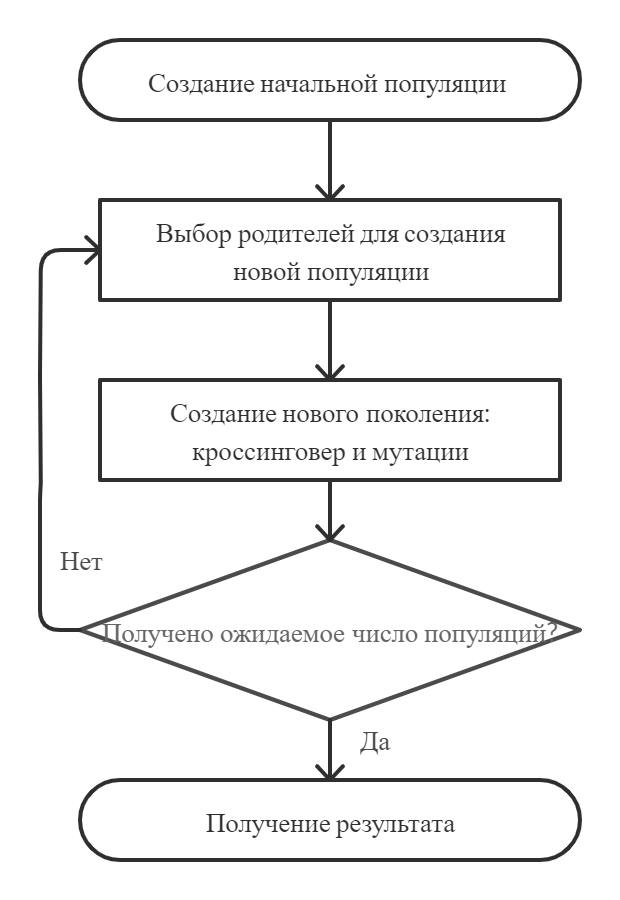 Создание начальной популяции
Выбор родителей для создания
новой популяции
Создание нового поколения:
кроссинговер и мутации
Нет
Получено ожидаемое число популяций?
Да
Получение результата